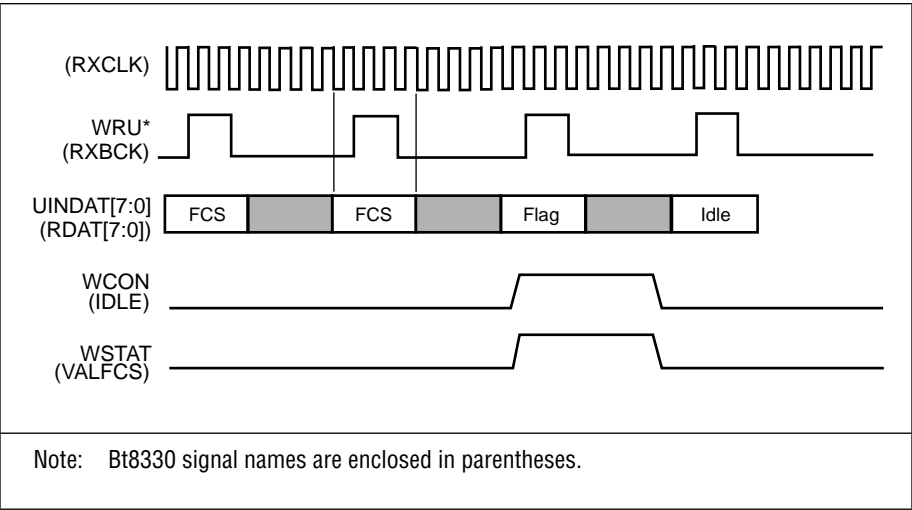 (RXCLK)
WRU*
(RXBCK)
UINDAT[7:0]
(RDAT[7:0])
FCS
FCS
Flag
Idle
WCON
(IDLE)
WSTAT
(VALFCS)
Note: Bt8330 signal names are enclosed in parentheses.